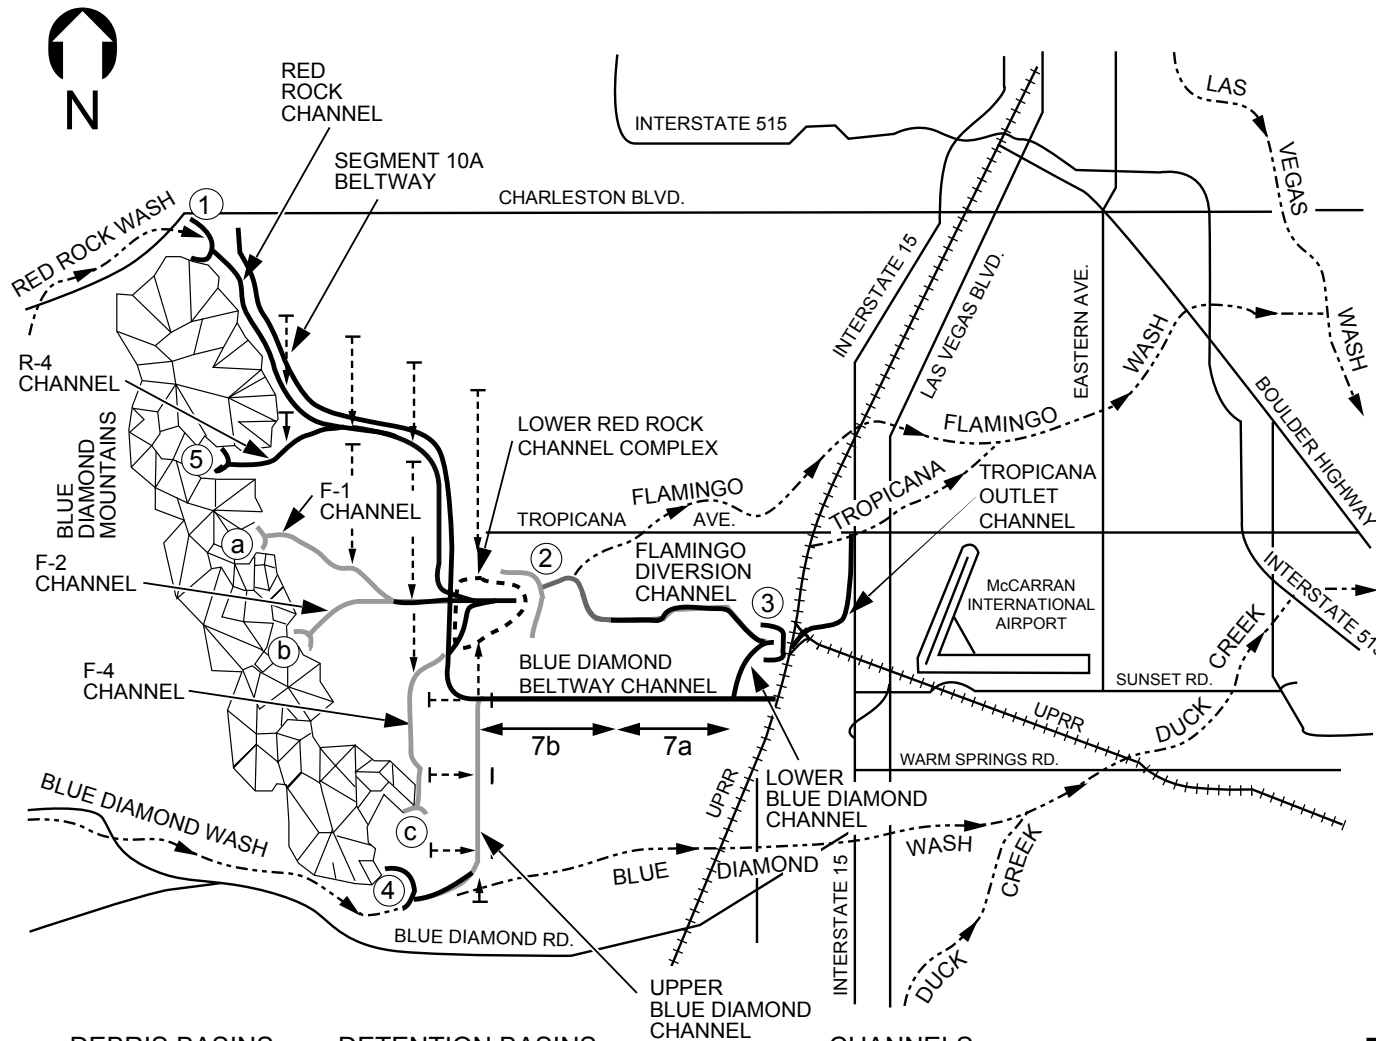 N
RED
ROCK
CHANNEL
SEGMENT 10A
BELTWAY
INTERSTATE 515
LAS
VEGAS
WASH
RED ROCK WASH
1
CHARLESTON BLVD.
INTERSTATE 15
LAS VEGAS BLVD.
EASTERN AVE.
WASH
BOULDER HIGHWAY
R-4
CHANNEL
BLUE
DIAMOND
MOUNTAINS
5
LOWER RED ROCK
CHANNEL COMPLEX
FLAMINGO
F-1
CHANNEL
FLAMINGO
TROPICANA
AVE.
TROPICANA
TROPICANA
OUTLET
CHANNEL
a
F-2
CHANNEL
2
FLAMINGO
DIVERSION
CHANNEL
3
McCARRAN
INTERNATIONAL
AIRPORT
INTERSTATE 515
b
F-4
CHANNEL
BLUE DIAMOND
BELTWAY CHANNEL
CREEK
SUNSET RD.
UPRR
DUCK
7b
7a
WARM SPRINGS RD.
UPRR
LOWER
BLUE DIAMOND
CHANNEL
BLUE DIAMOND WASH
c
4
BLUE
DIAMOND
WASH
CREEK
INTERSTATE 15
DUCK
BLUE DIAMOND RD.
UPPER
BLUE DIAMOND
CHANNEL
DEBRIS BASINS
DETENTION BASINS
CHANNELS